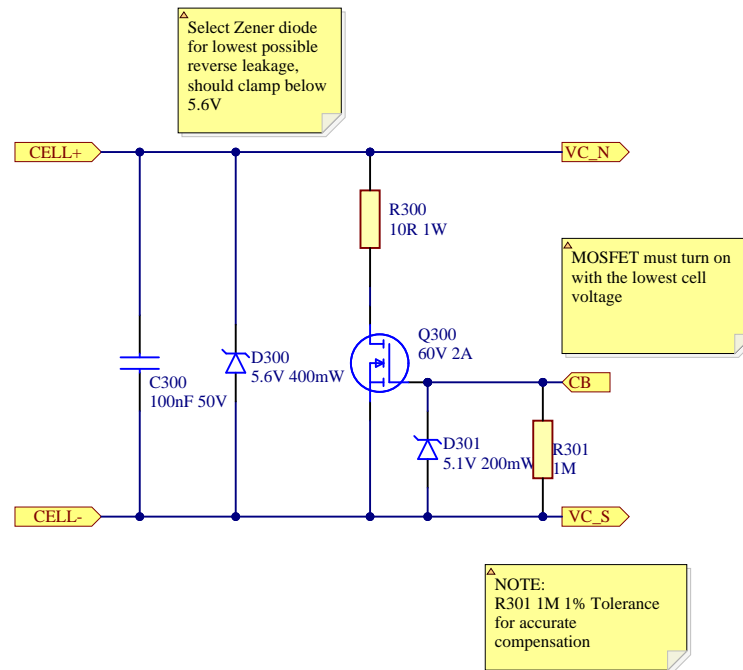 Select Zener diode
for lowest possible
reverse leakage,
should clamp below
5.6V
CELL+
VC_N
R300
10R 1W
MOSFET must turn on
with the lowest cell
voltage
Q300
60V 2A
D300
5.6V 400mW
C300
100nF 50V
CB
D301
5.1V 200mW
R301
1M
CELL-
VC_S
NOTE:
R301 1M 1% Tolerance
for accurate
compensation